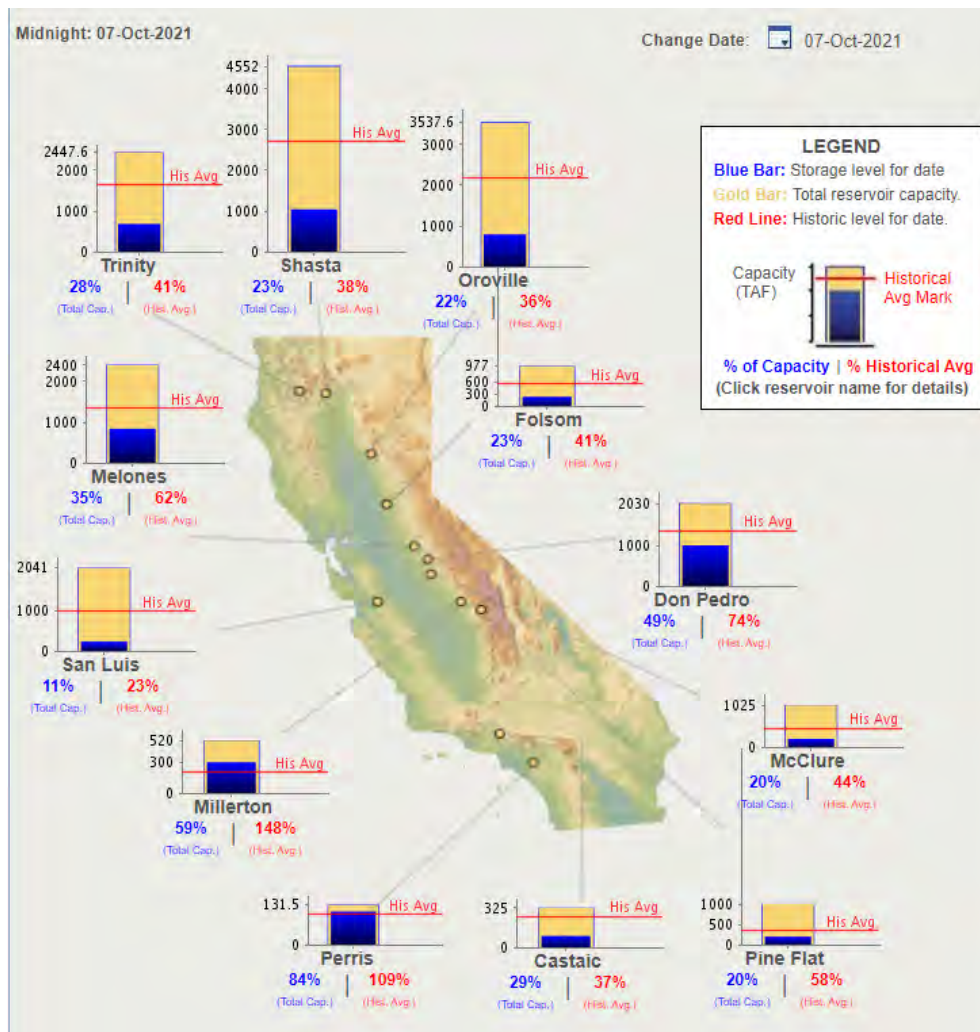 Midnight: 07-Oct-2021
Change Date: 07-Oct-2021
4552
4000
3000
2000
1000
0
His Avg
Shasta
23% | 38%
(Total Cap.) (Hist. Avg.)
2447.6
2000
1000
0
His Avg
Trinity
28% | 41%
(Total Cap.) (Hist. Avg.)
3537.6
3000
2000
1000
0
His Avg
Oroville
22% | 36%
(Total Cap.) (Hist. Avg.)
LEGEND
Blue Bar: Storage level for date
Gold Bar: Total reservoir capacity.
Red Line: Historic level for date.
Capacity
(TAF)
Historical
Avg Mark
% of Capacity | % Historical Avg
(Click reservoir name for details)
2400
2000
1000
0
His Avg
Melones
35% | 62%
(Total Cap.) (Hist. Avg.)
977
600
300
0
His Avg
Folsom
23% | 41%
(Total Cap.) (Hist. Avg.)
2030
1000
0
His Avg
Don Pedro
49% | 74%
(Total Cap.) (Hist. Avg.)
2041
1000
0
His Avg
San Luis
11% | 23%
(Total Cap.) (Hist. Avg.)
1025
0
His Avg
McClure
20% | 44%
(Total Cap.) (Hist. Avg.)
520
300
0
His Avg
Millerton
59% | 148%
(Total Cap.) (Hist. Avg.)
131.5
0
His Avg
Perris
84% | 109%
(Total Cap.) (Hist. Avg.)
325
0
His Avg
Castaic
29% | 37%
(Total Cap.) (Hist. Avg.)
1000
500
0
His Avg
Pine Flat
20% | 58%
(Total Cap.) (Hist. Avg.)